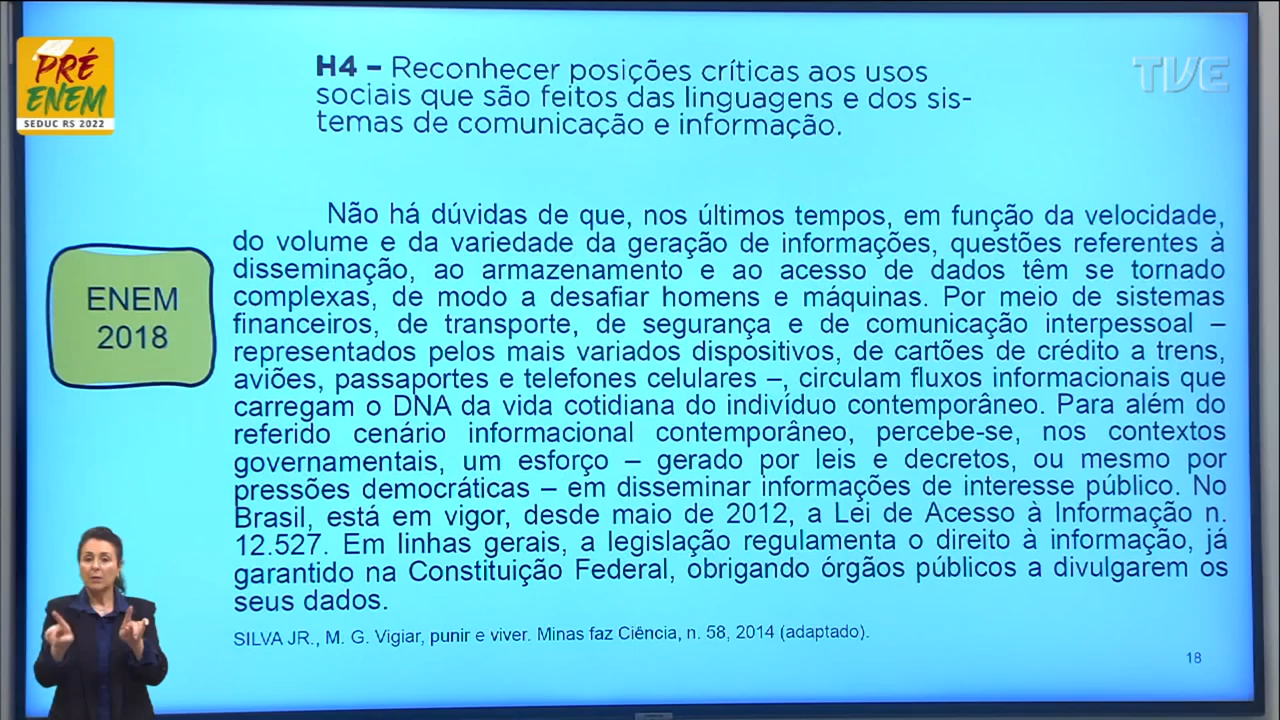 PRÉ
ENEM
SEDUC RS 2022
H4 – Reconhecer posições críticas aos usos
sociais que são feitos das linguagens e dos sis-
temas de comunicação e informação.
TVE
Não há dúvidas de que, nos últimos tempos, em função da velocidade,
do volume e da variedade da geração de informações, questões referentes à
disseminação, ao armazenamento e ao acesso de dados têm se tornado
complexas, de modo a desafiar homens e máquinas. Por meio de sistemas
financeiros, de transporte, de segurança e de comunicação interpessoal –
representados pelos mais variados dispositivos, de cartões de crédito a trens,
aviões, passaportes e telefones celulares –, circulam fluxos informacionais que
carregam o DNA da vida cotidiana do indivíduo contemporâneo. Para além do
referido cenário informacional contemporâneo, percebe-se, nos contextos
governamentais, um esforço – gerado por leis e decretos, ou mesmo por
pressões democráticas – em disseminar informações de interesse público. No
Brasil, está em vigor, desde maio de 2012, a Lei de Acesso à Informação n.
12.527. Em linhas gerais, a legislação regulamenta o direito à informação, já
garantido na Constituição Federal, obrigando órgãos públicos a divulgarem os
seus dados.
ENEM
2018
SILVA JR., M. G. Vigiar, punir e viver. Minas faz Ciência, n. 58, 2014 (adaptado).
18